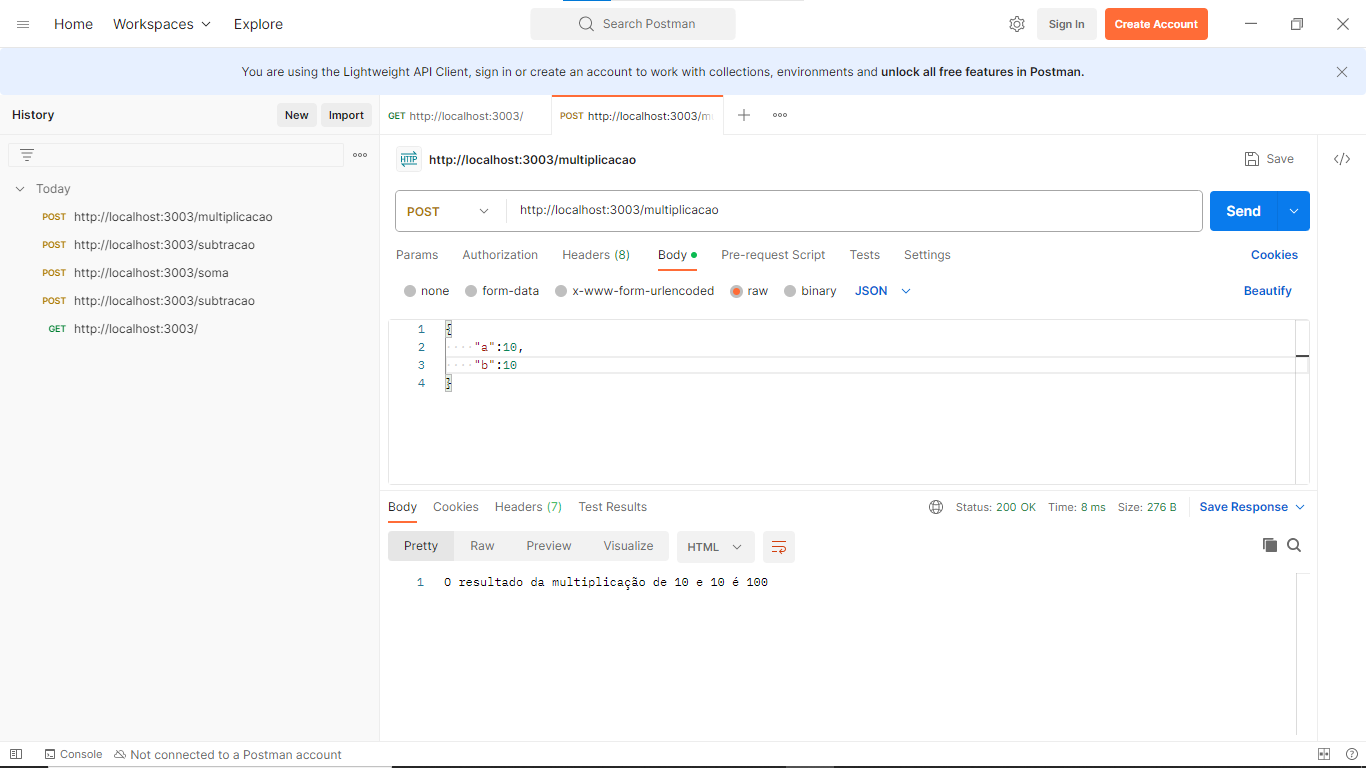 Home Workspaces Explore Search Postman Sign In Create Account
You are using the Lightweight API Client, sign in or create an account to work with collections, environments and unlock all free features in Postman.
History New Import
GET http://localhost:3003/ POST http://localhost:3003/m
HTTP http://localhost:3003/multiplicacao Save
Today
POST http://localhost:3003/multiplicacao
POST http://localhost:3003/subtracao
POST http://localhost:3003/soma
POST http://localhost:3003/subtracao
GET http://localhost:3003/
POST http://localhost:3003/multiplicacao Send
Params Authorization Headers (8) Body Pre-request Script Tests Settings Cookies
none form-data x-www-form-urlencoded raw binary JSON Beautify
1 {
2 "a":10,
3 "b":10
4 }
Body Cookies Headers (7) Test Results Status: 200 OK Time: 8 ms Size: 276 B Save Response
Pretty Raw Preview Visualize HTML
1 O resultado da multiplicação de 10 e 10 é 100
Console Not connected to a Postman account